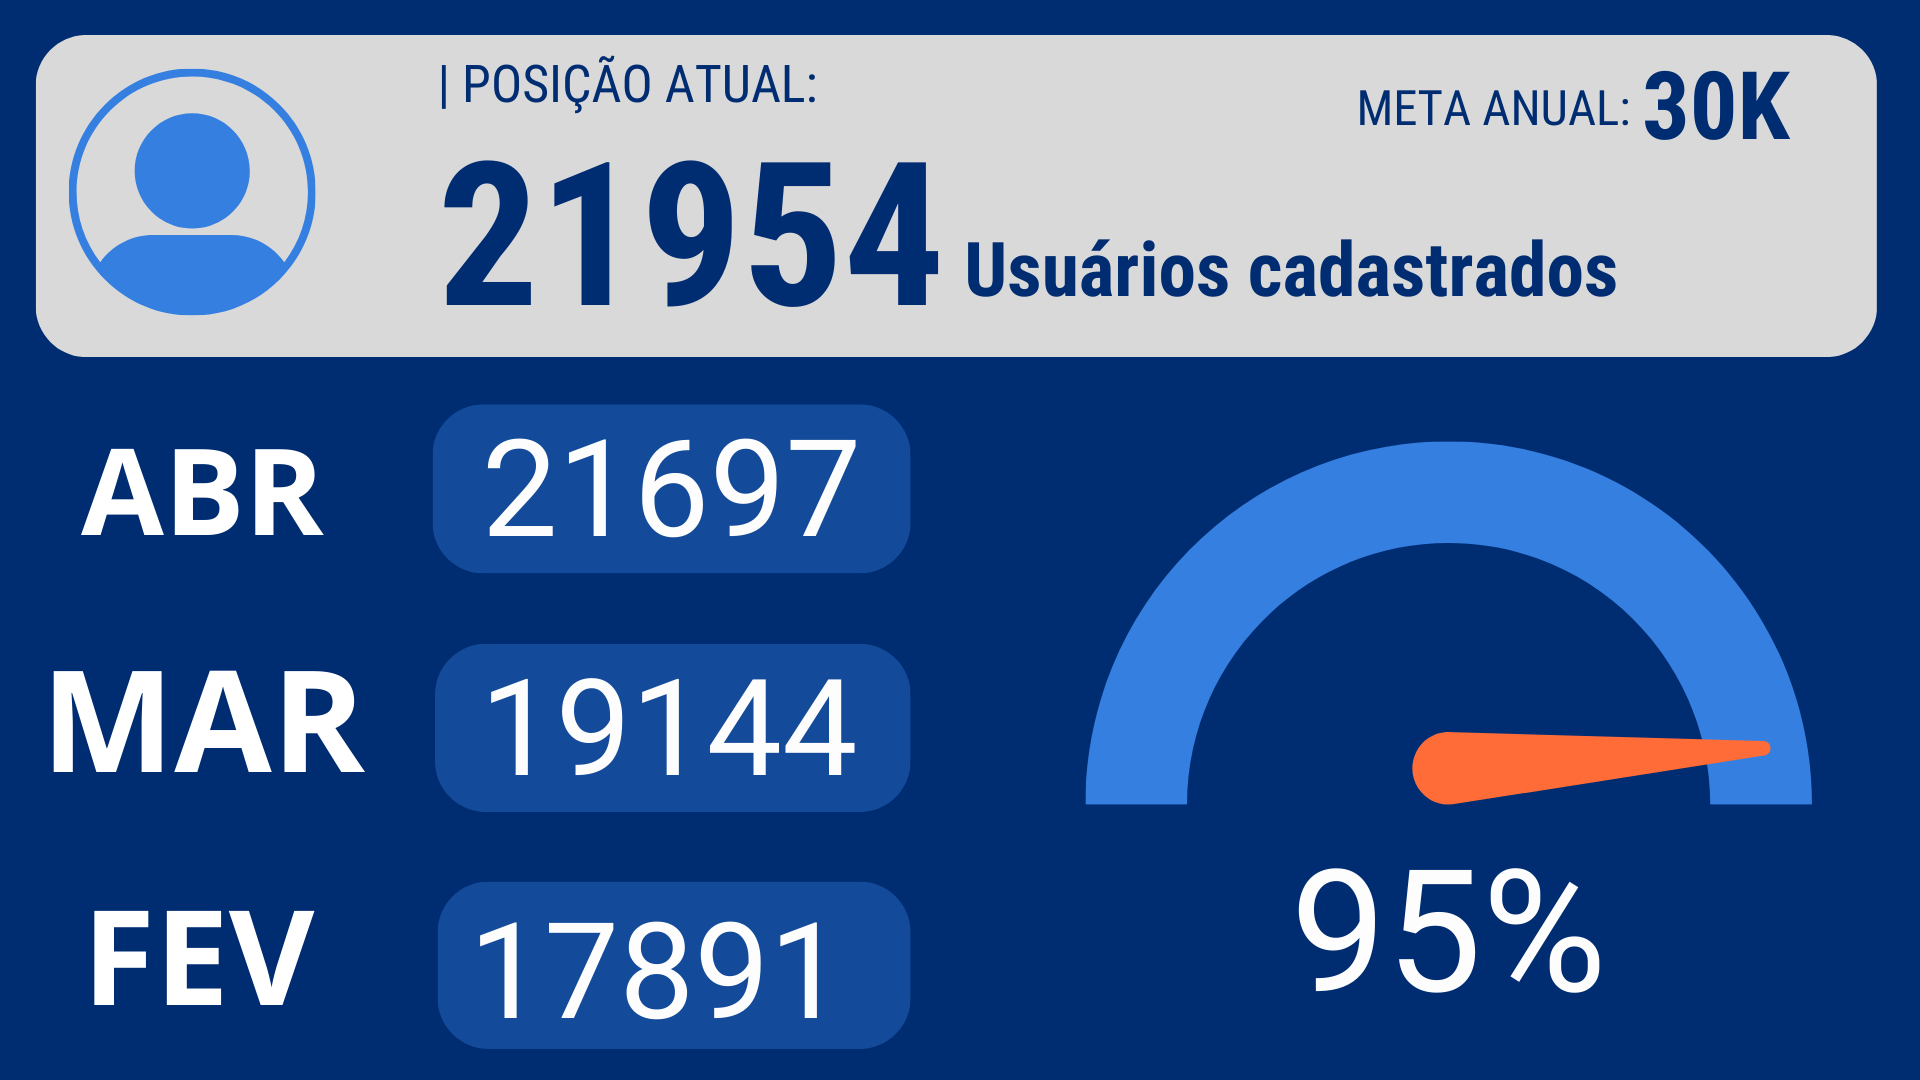 | POSIÇÃO ATUAL:
META ANUAL: 30K
21954 Usuários cadastrados
ABR 21697
MAR 19144
FEV 17891
95%